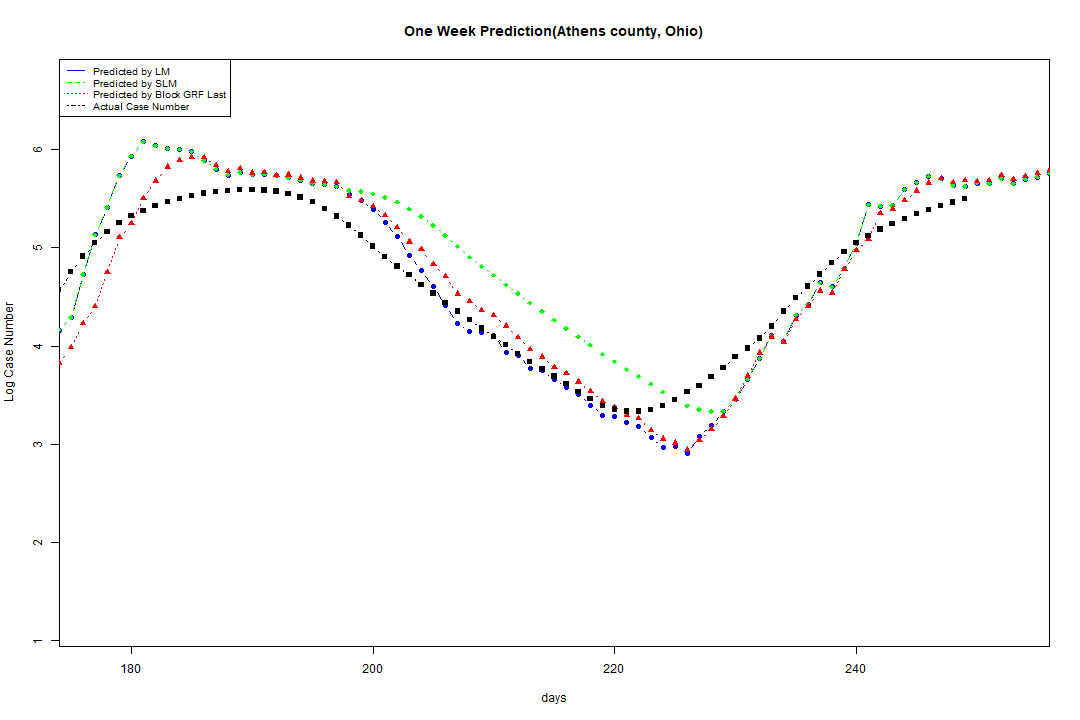 One Week Prediction(Athens county, Ohio)
Predicted by LM
Predicted by SLM
Predicted by Block GRF Last
Actual Case Number
6
5
4
3
2
1
Log Case Number
180 200 220 240
days